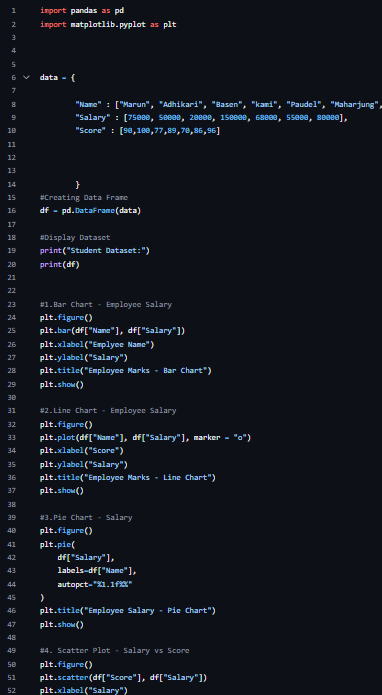 1 import pandas as pd
2 import matplotlib.pyplot as plt
3
4
5
6 data = {
7
8 "Name" : ["Marun", "Adhikari", "Basen", "kami", "Paudel", "Maharjung",
9 "Salary" : [75000, 50000, 20000, 150000, 68000, 55000, 80000],
10 "Score" : [90,100,77,89,70,86,96]
11
12
13
14 }
15 #Creating Data Frame
16 df = pd.DataFrame(data)
17
18 #Display Dataset
19 print("Student Dataset:")
20 print(df)
21
22
23 #1.Bar Chart - Employee Salary
24 plt.figure()
25 plt.bar(df["Name"], df["Salary"])
26 plt.xlabel("Emplyee Name")
27 plt.ylabel("Salary")
28 plt.title("Employee Marks - Bar Chart")
29 plt.show()
30
31 #2.Line Chart - Employee Salary
32 plt.figure()
33 plt.plot(df["Name"], df["Salary"], marker = "o")
34 plt.xlabel("Score")
35 plt.ylabel("Salary")
36 plt.title("Employee Marks - Line Chart")
37 plt.show()
38
39 #3.Pie Chart - Salary
40 plt.figure()
41 plt.pie(
42 df["Salary"],
43 labels=df["Name"],
44 autopct="%1.1f%%"
45 )
46 plt.title("Employee Salary - Pie Chart")
47 plt.show()
48
49 #4. Scatter Plot - Salary vs Score
50 plt.figure()
51 plt.scatter(df["Score"], df["Salary"])
52 plt.xlabel("Salary")